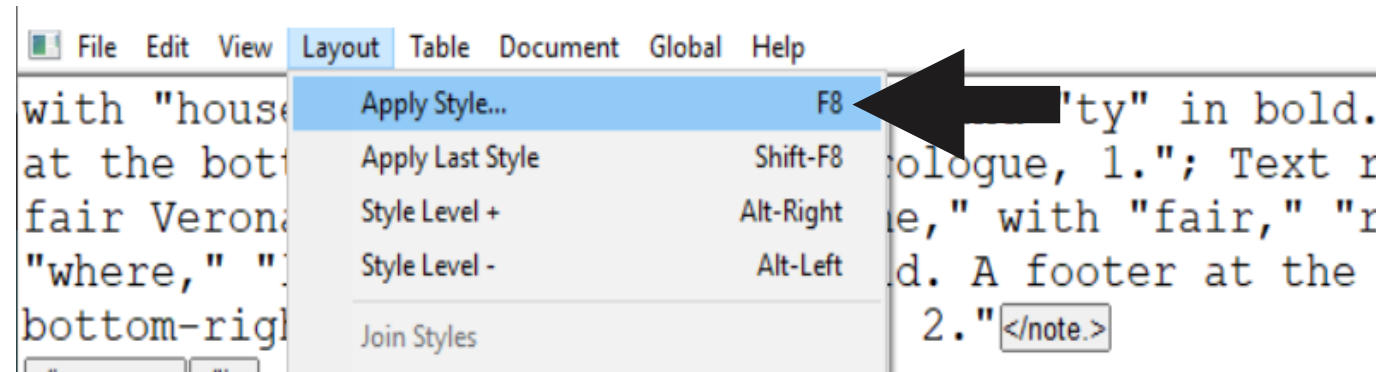 File Edit View Layout Table Document Global Help
Apply Style... F8
Apply Last Style Shift-F8
Style Level + Alt-Right
Style Level - Alt-Left
Join Styles
with "hous "ty" in bold.
at the bott ologue, 1."; Text r
fair Verona e," with "fair," "r
"where," " d. A footer at the
bottom-rig 2."</note.>